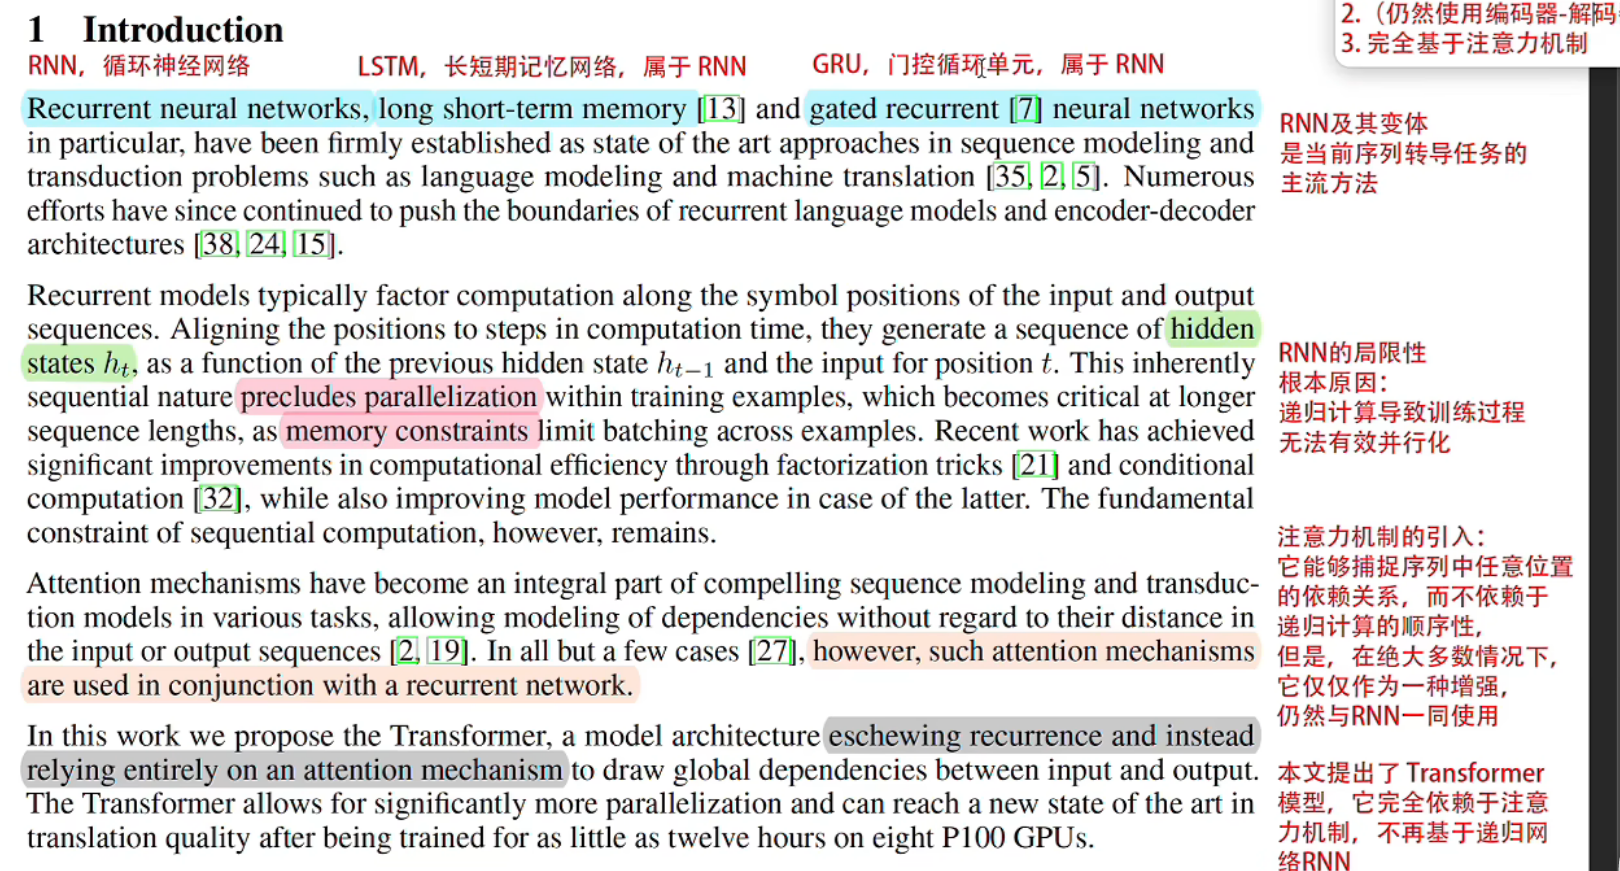 2.（仍然使用编码器-解码
3. 完全基于注意力机制
1 Introduction
RNN，循环神经网络
LSTM，长短期记忆网络，属于 RNN
GRU，门控循环单元，属于 RNN
Recurrent neural networks, long short-term memory [13] and gated recurrent [7] neural networks
in particular, have been firmly established as state of the art approaches in sequence modeling and
transduction problems such as language modeling and machine translation [35, 2, 5]. Numerous
efforts have since continued to push the boundaries of recurrent language models and encoder-decoder
architectures [38, 24, 15].
RNN及其变体
是当前序列转导任务的
主流方法
Recurrent models typically factor computation along the symbol positions of the input and output
sequences. Aligning the positions to steps in computation time, they generate a sequence of hidden
states hₜ, as a function of the previous hidden state hₜ₋₁ and the input for position t. This inherently
sequential nature precludes parallelization within training examples, which becomes critical at longer
sequence lengths, as memory constraints limit batching across examples. Recent work has achieved
significant improvements in computational efficiency through factorization tricks [21] and conditional
computation [32], while also improving model performance in case of the latter. The fundamental
constraint of sequential computation, however, remains.
RNN的局限性
根本原因：
递归计算导致训练过程
无法有效并行化
Attention mechanisms have become an integral part of compelling sequence modeling and transduc-
tion models in various tasks, allowing modeling of dependencies without regard to their distance in
the input or output sequences [2, 19]. In all but a few cases [27], however, such attention mechanisms
are used in conjunction with a recurrent network.
注意力机制的引入：
它能够捕捉序列中任意位置
的依赖关系，而不依赖于
递归计算的顺序性，
但是，在绝大多数情况下，
它仅仅作为一种增强，
仍然与RNN一同使用
In this work we propose the Transformer, a model architecture eschewing recurrence and instead
relying entirely on an attention mechanism to draw global dependencies between input and output.
The Transformer allows for significantly more parallelization and can reach a new state of the art in
translation quality after being trained for as little as twelve hours on eight P100 GPUs.
本文提出了 Transformer
模型，它完全依赖于注意
力机制，不再基于递归网
络RNN